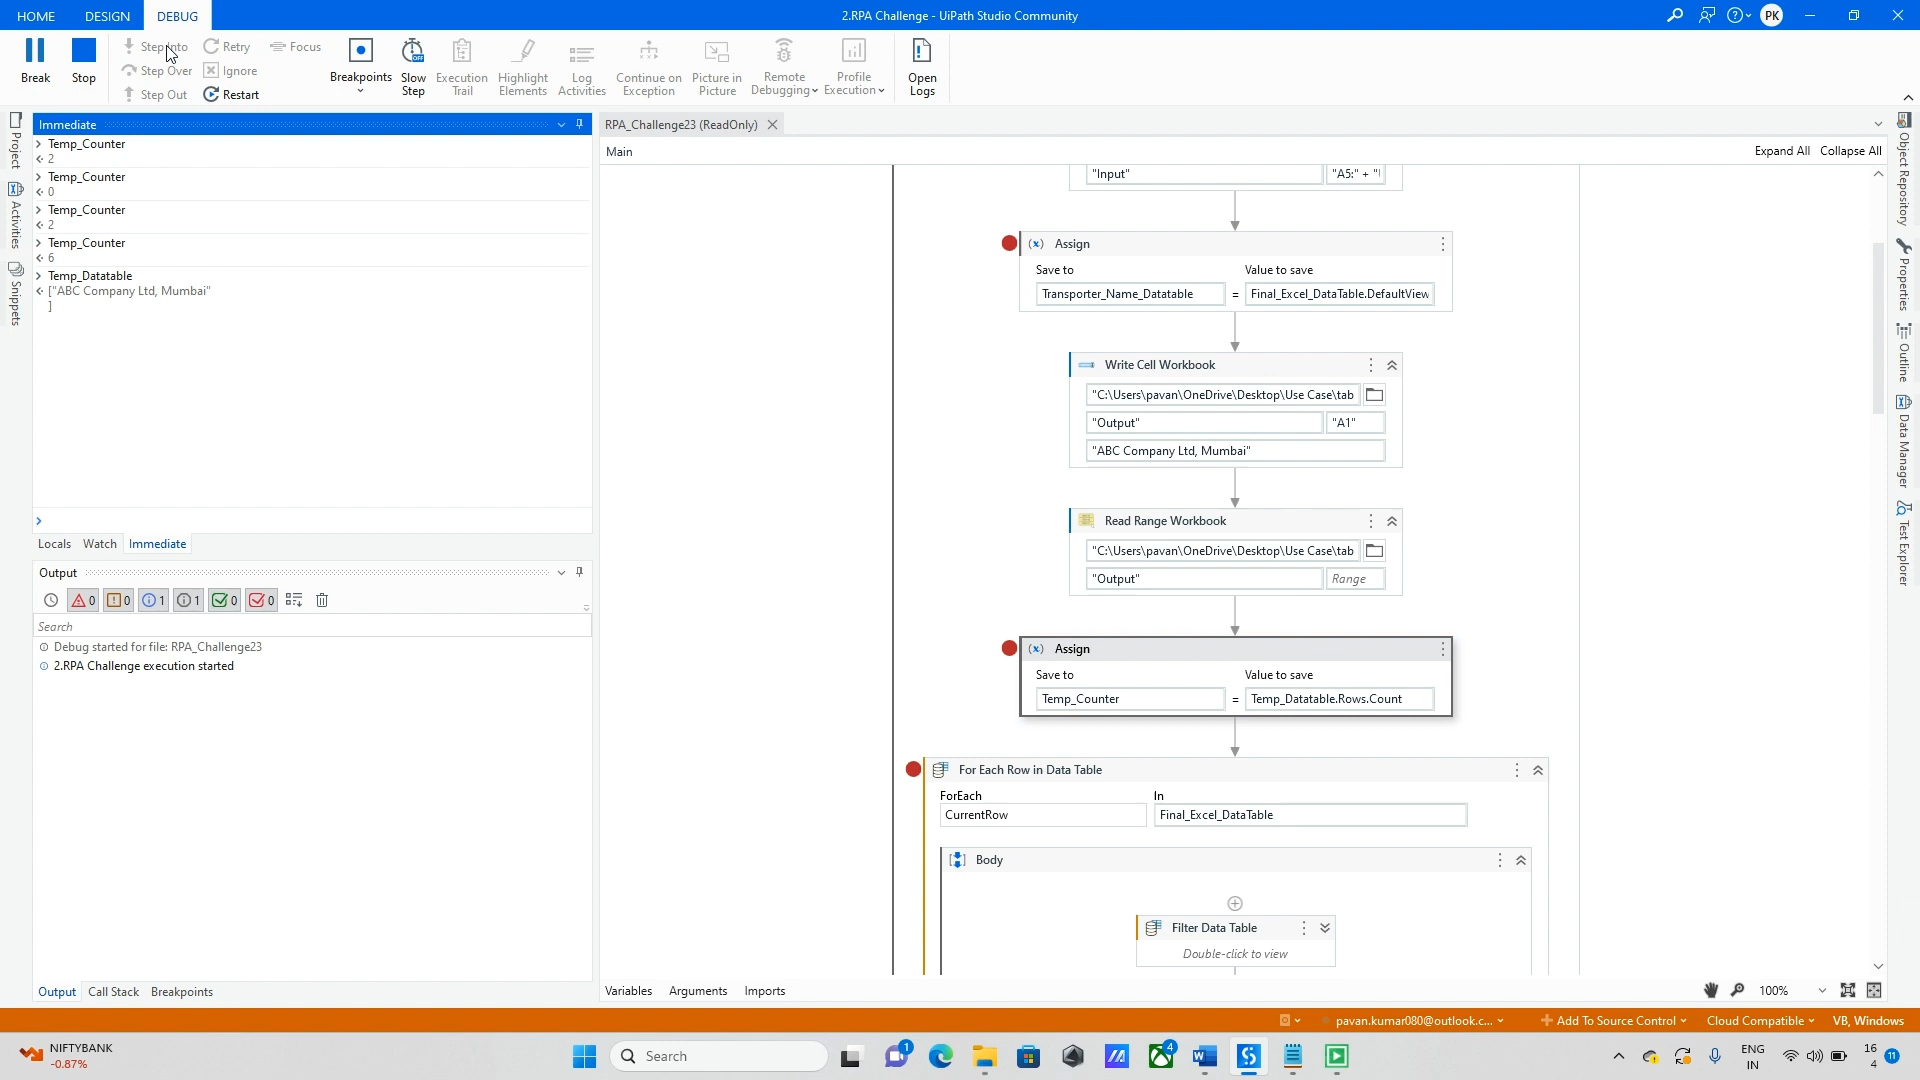 HOME DESIGN DEBUG 2.RPA Challenge - UiPath Studio Community PK
Break
Stop
Step Into
Step Over
Step Out
Retry
Ignore
Restart
Focus
Breakpoints
Slow Step
Execution Trail
Highlight Elements
Log Activities
Continue on Exception
Picture in Picture
Remote Debugging
Profile Execution
Open Logs
Project
Activities
Snippets
Immediate
Temp_Counter
2
Temp_Counter
0
Temp_Counter
2
Temp_Counter
6
Temp_Datatable
["ABC Company Ltd, Mumbai"
]
Locals Watch Immediate
Output
0 0 1 1 0 0
Search
Debug started for file: RPA_Challenge23
2.RPA Challenge execution started
Output Call Stack Breakpoints
RPA_Challenge23 (ReadOnly)
Main Expand All Collapse All
"Input" "A5:" + "
Assign
Save to Value to save
Transporter_Name_Datatable = Final_Excel_DataTable.DefaultView
Write Cell Workbook
"C:\Users\pavan\OneDrive\Desktop\Use Case\tab
"Output" "A1"
"ABC Company Ltd, Mumbai"
Read Range Workbook
"C:\Users\pavan\OneDrive\Desktop\Use Case\tab
"Output" Range
Assign
Save to Value to save
Temp_Counter = Temp_Datatable.Rows.Count
For Each Row in Data Table
ForEach In
CurrentRow Final_Excel_DataTable
Body
Filter Data Table
Double-click to view
Variables Arguments Imports 100%
Object Repository
Properties
Outline
Data Manager
Test Explorer
pavan.kumar080@outlook.c... Add To Source Control Cloud Compatible VB, Windows
NIFTYBANK
-0.87%
Search
1
4
ENG
IN
16
4
11